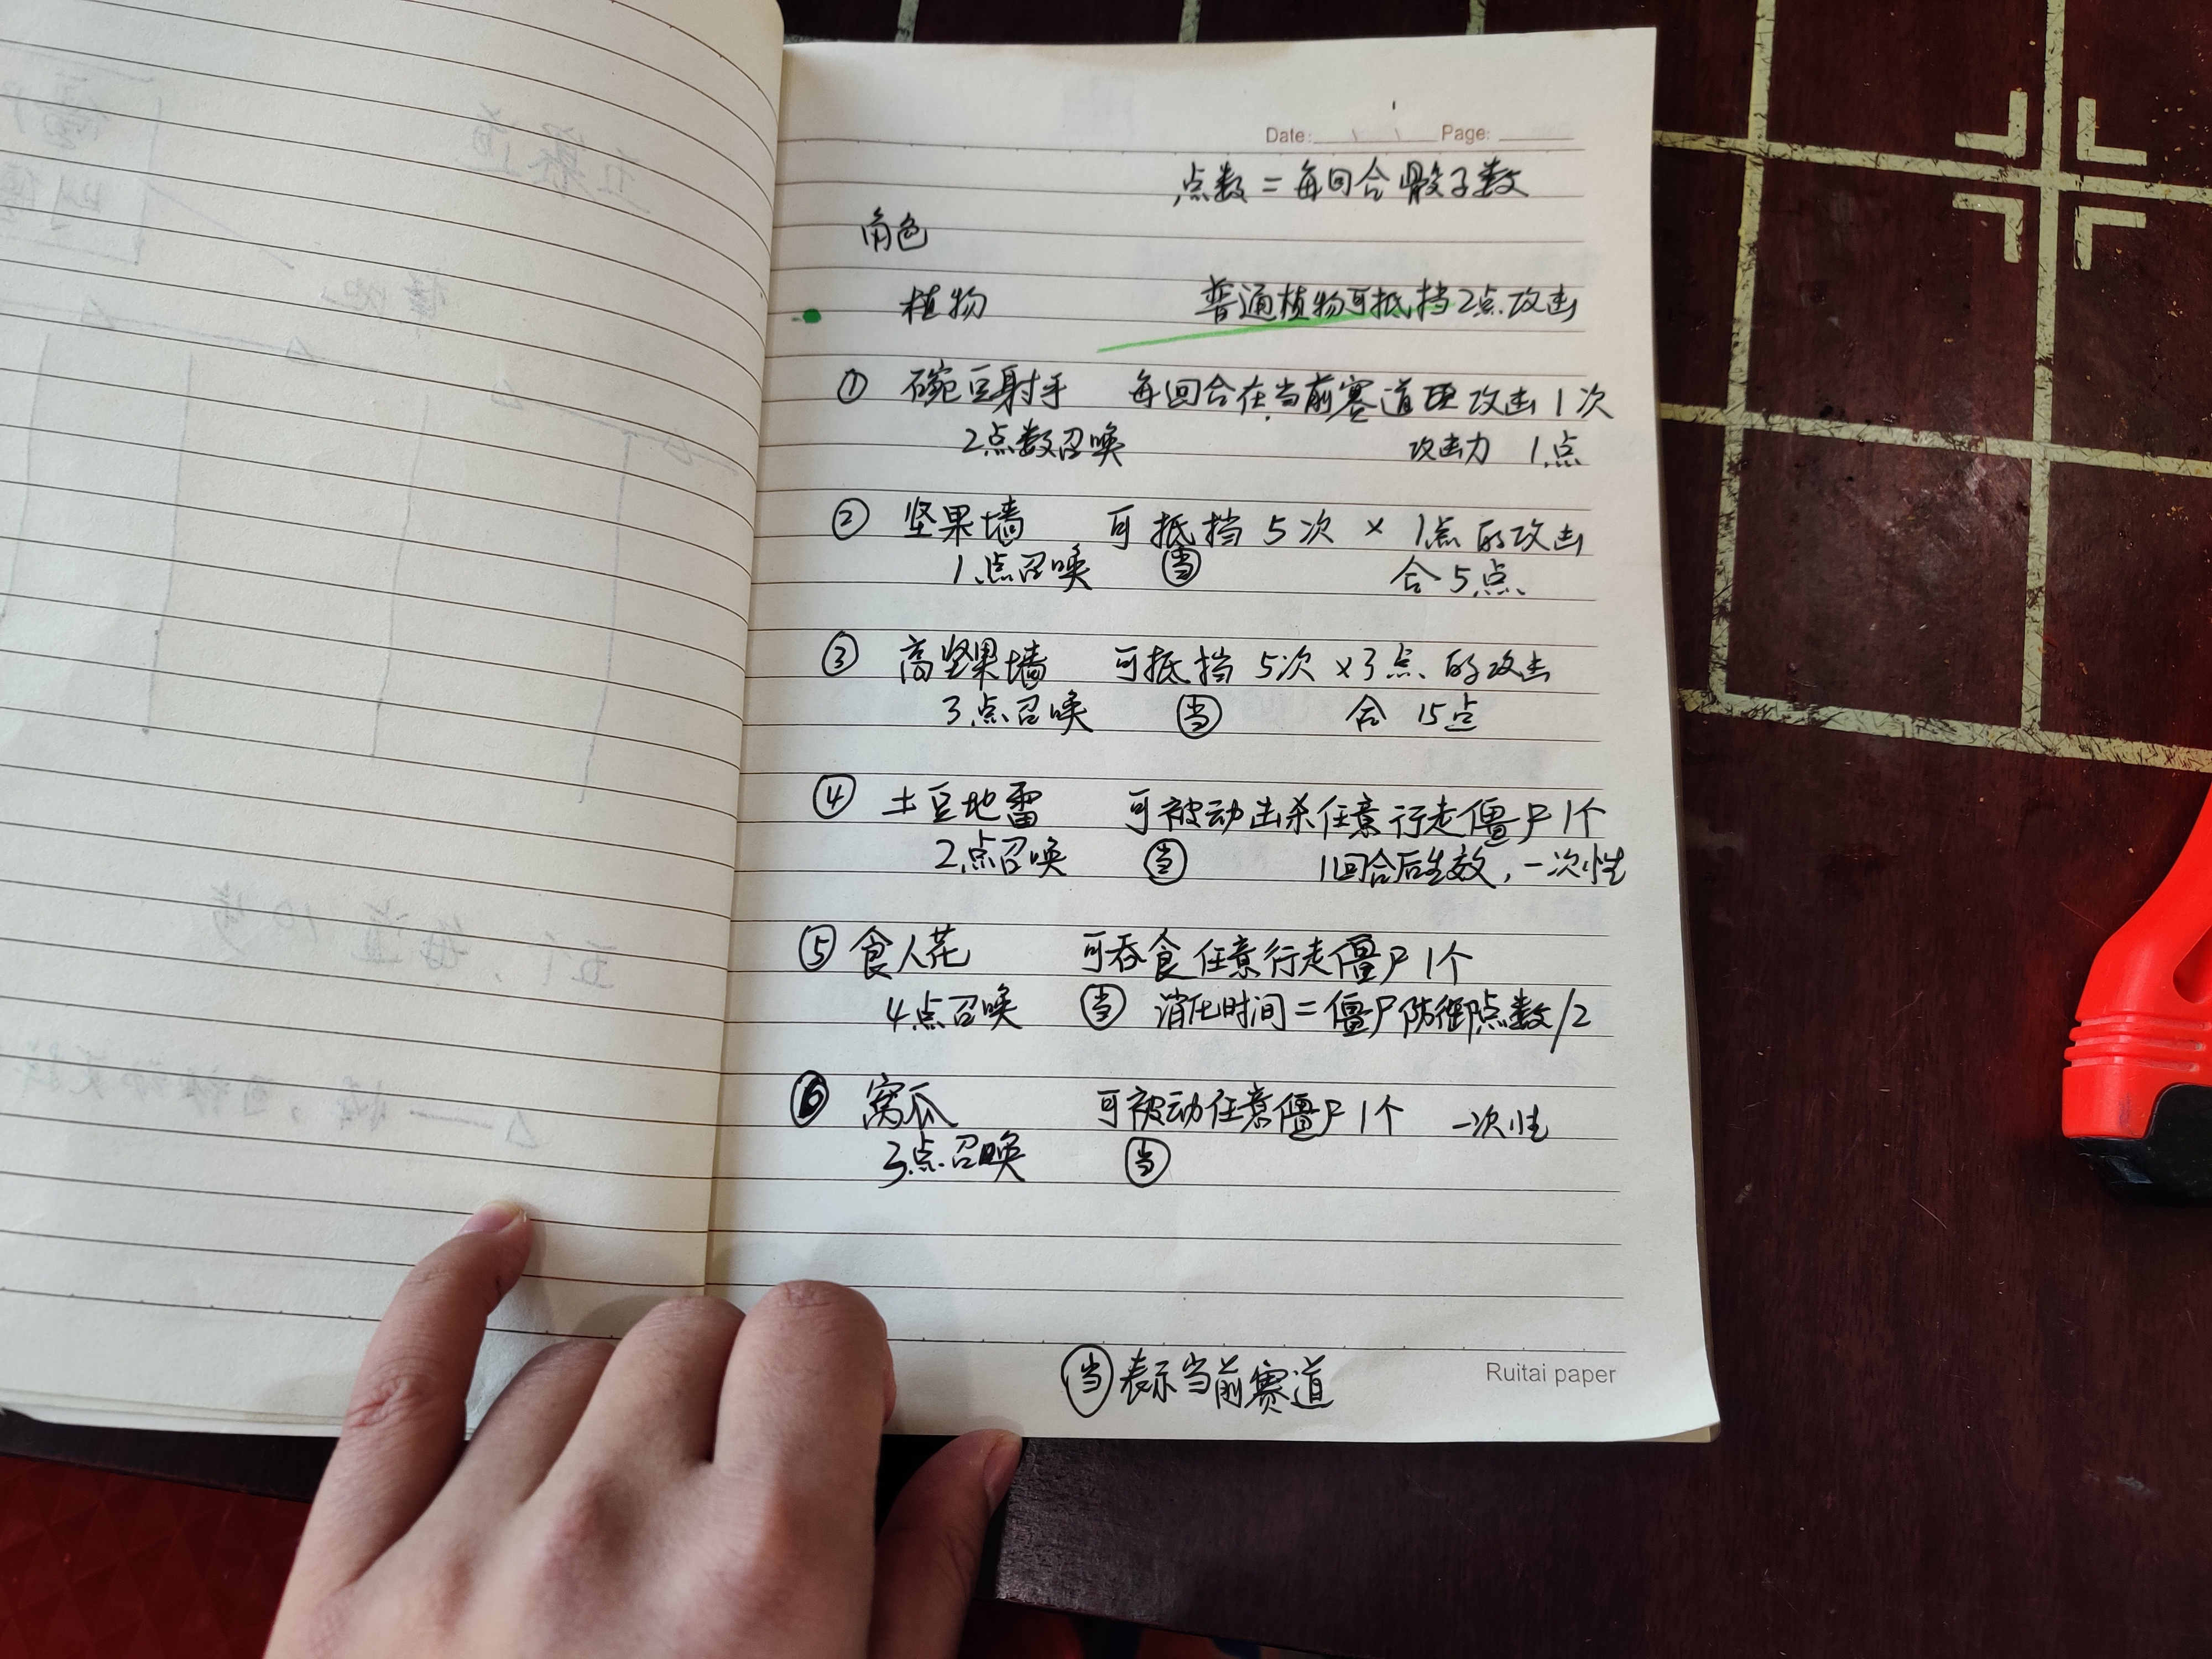 Date: Page:
点数 = 每回合骰子数
角色
植物 普通植物可抵挡2点攻击
① 碗豆射手 每回合在当前赛道 攻击1次
2点数召唤 攻击力 1点
② 坚果墙 可抵挡 5次 × 1点的攻击
1点召唤 当 合5点
③ 高坚果墙 可抵挡 5次 ×3点的攻击
3点召唤 当 合 15点
④ 土豆地雷 可被动击杀任意行走僵尸1个
2点召唤 当 1回合后生效,一次性
⑤ 食人花 可吞食任意行走僵尸1个
4点召唤 当 消化时间=僵尸防御点数/2
⑥ 窝瓜 可被动任意僵尸1个 一次性
3点召唤 当
当 表示当前赛道
Ruitai paper